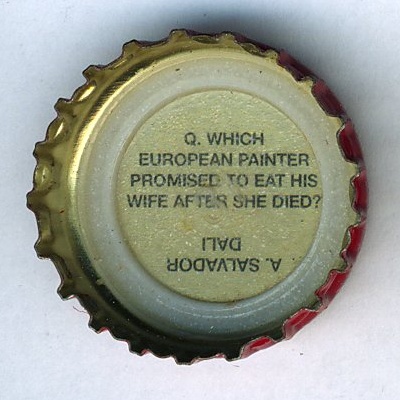 Q. WHICH
EUROPEAN PAINTER
PROMISED TO EAT HIS
WIFE AFTER SHE DIED?
A. SALVADOR
DALI